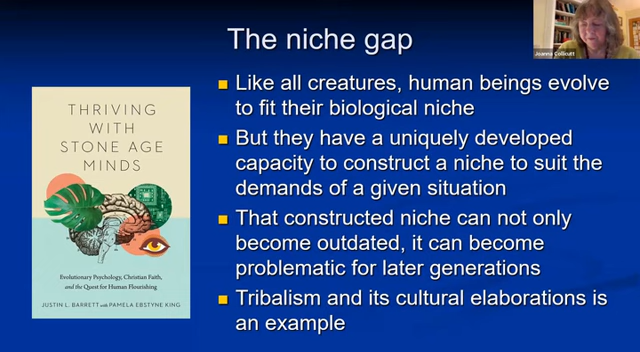 The niche gap
Joanna Collicutt
THRIVING
WITH
STONE AGE
MINDS
Evolutionary Psychology, Christian Faith,
and the Quest for Human Flourishing
JUSTIN L. BARRETT with PAMELA EBSTYNE KING
Like all creatures, human beings evolve
to fit their biological niche
But they have a uniquely developed
capacity to construct a niche to suit the
demands of a given situation
That constructed niche can not only
become outdated, it can become
problematic for later generations
Tribalism and its cultural elaborations is
an example